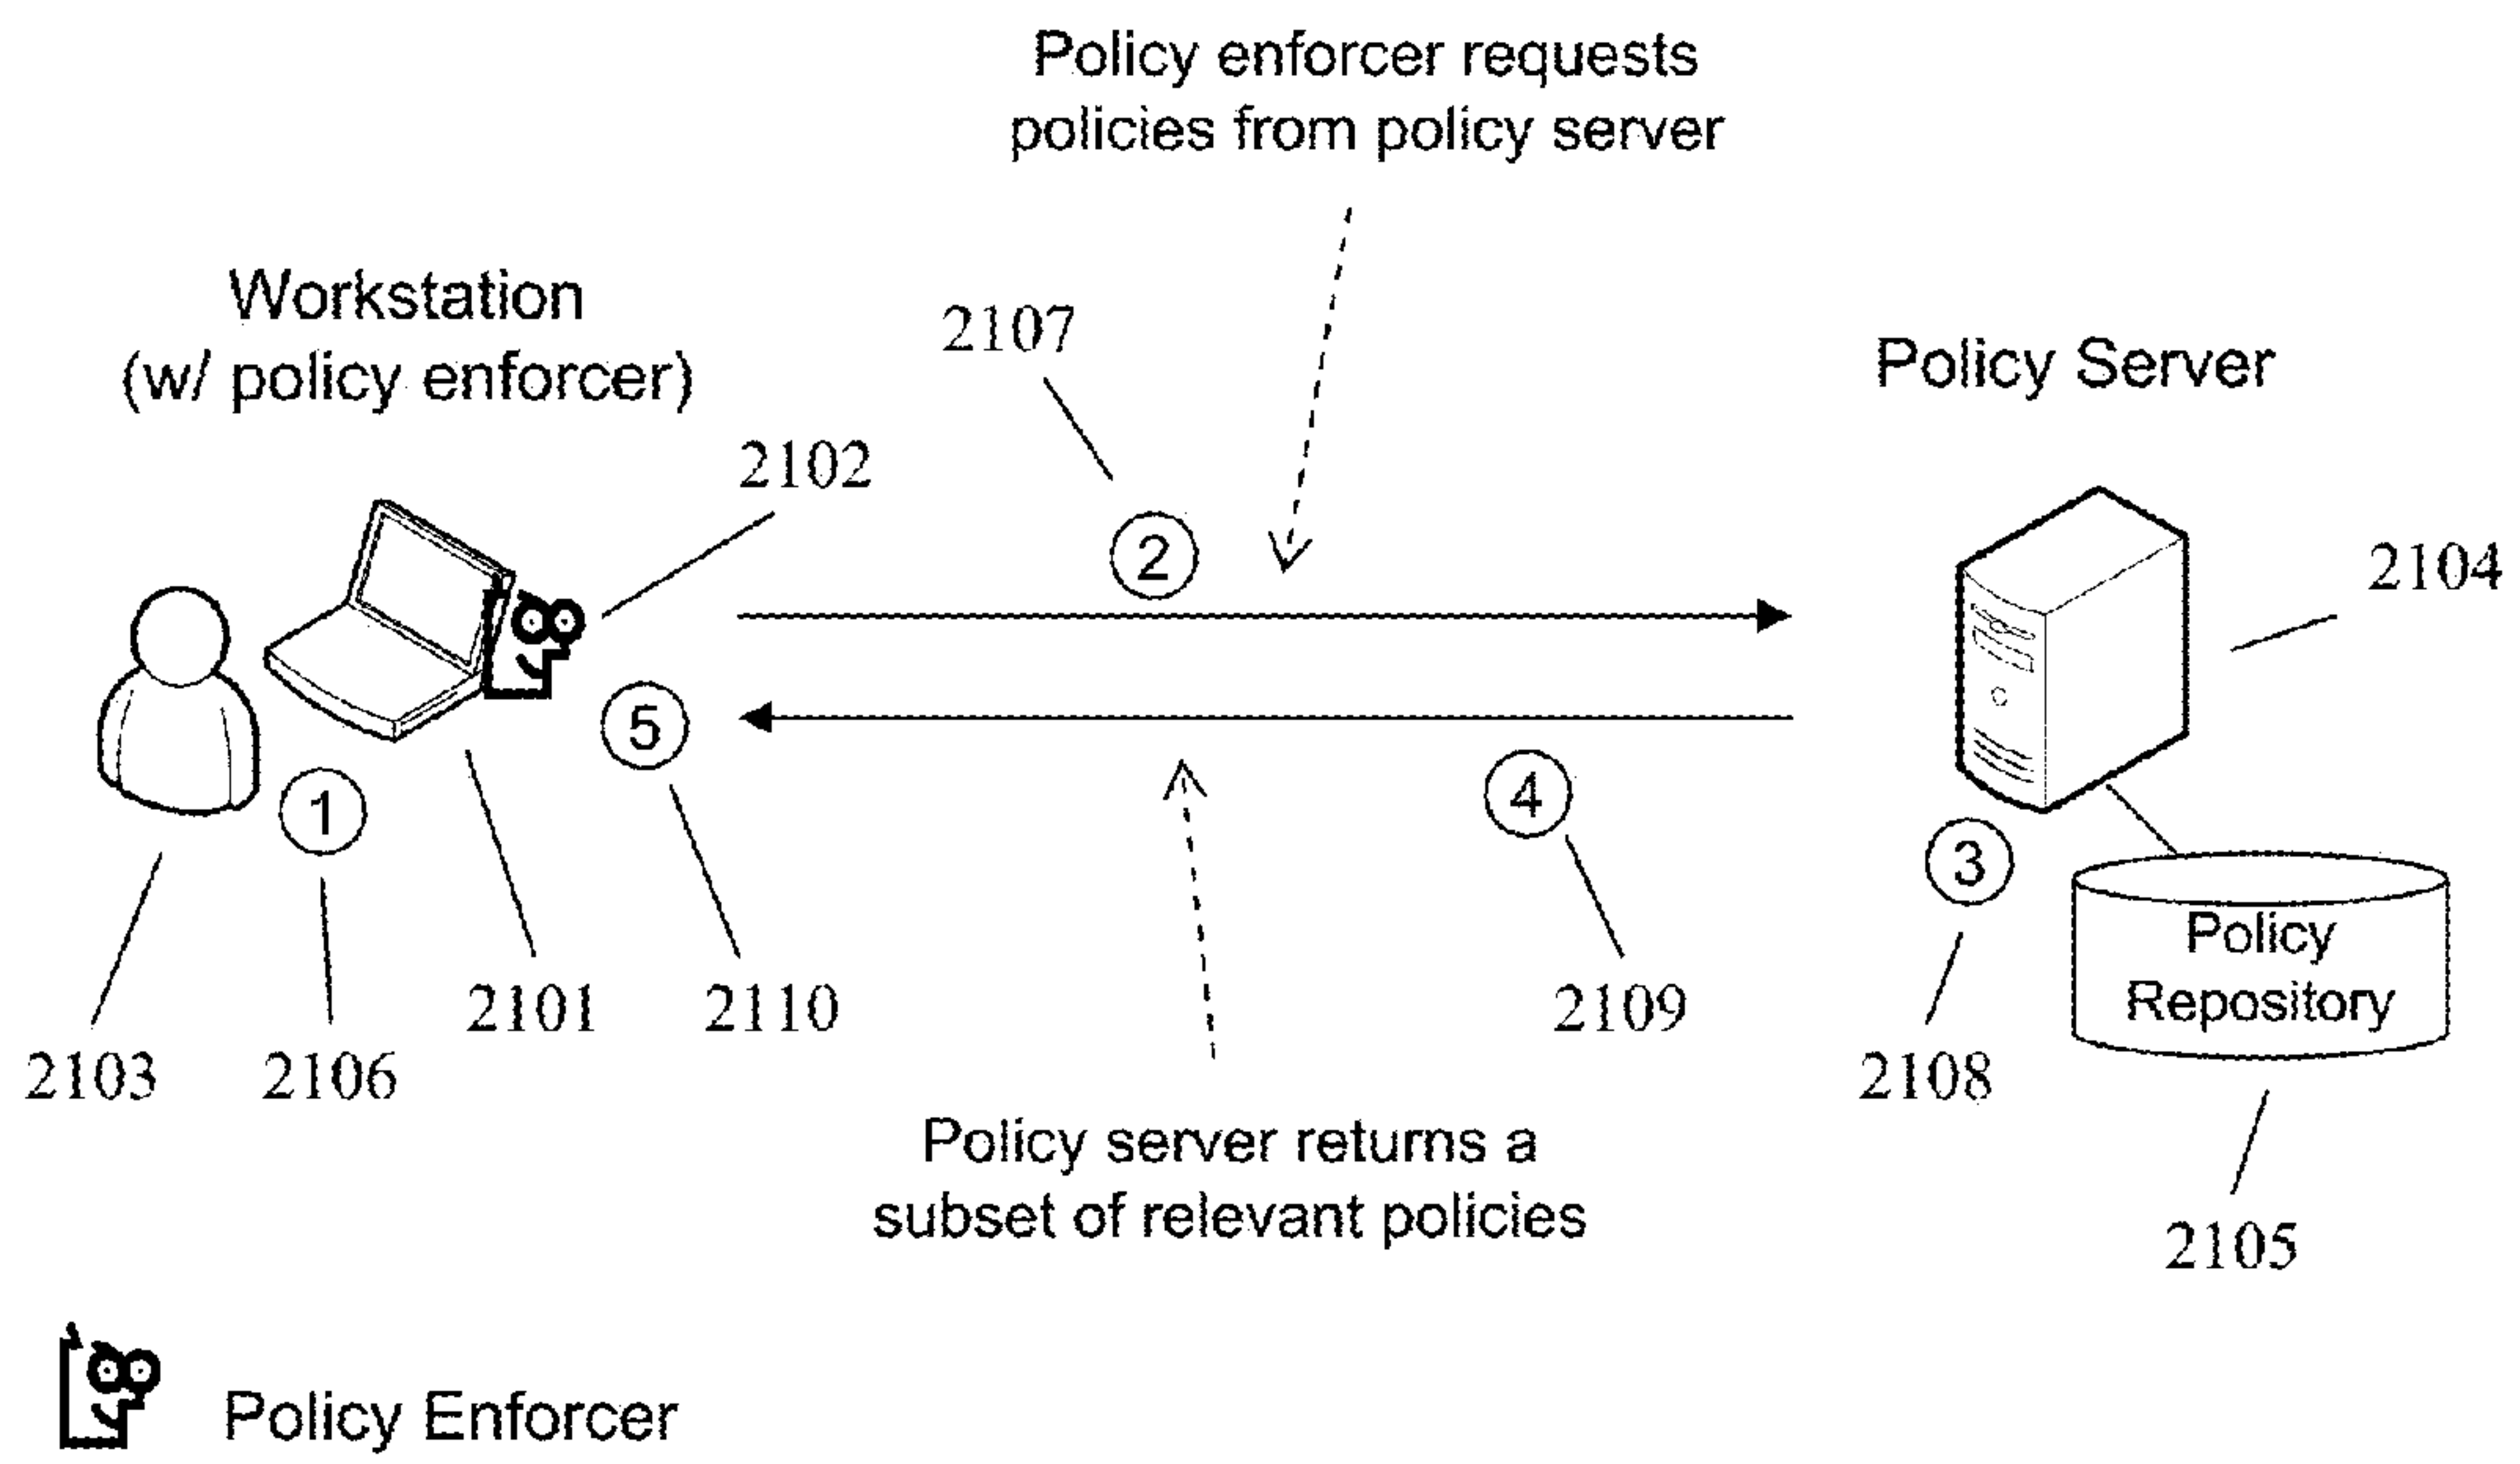 Policy enforcer requests
policies from policy server
Workstation
(w/ policy enforcer)
2107
Policy Server
2102
2
2104
5
4
1
3
Policy
Repository
2101
2110
2109
2103
2106
2108
Policy server returns a
subset of relevant policies
2105
Policy Enforcer